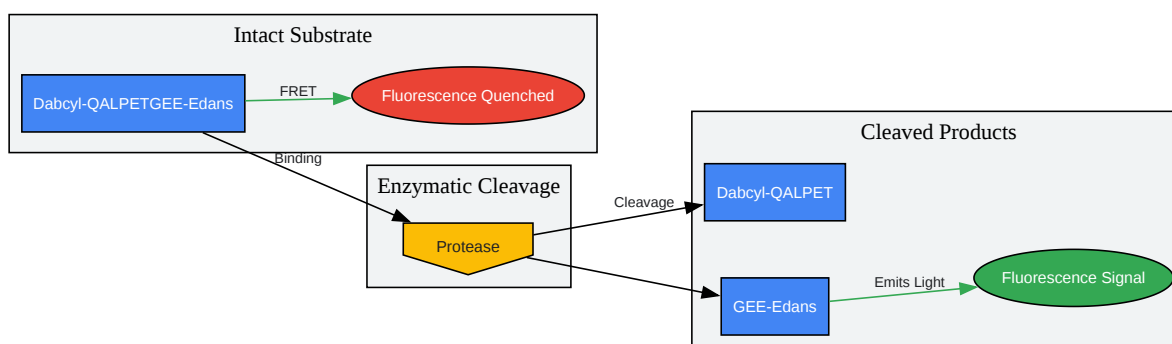 Intact Substrate
Dabcyl-QALPETGEE-Edans
FRET
Fluorescence Quenched
Binding
Enzymatic Cleavage
Protease
Cleavage
Cleaved Products
Dabcyl-QALPET
GEE-Edans
Emits Light
Fluorescence Signal